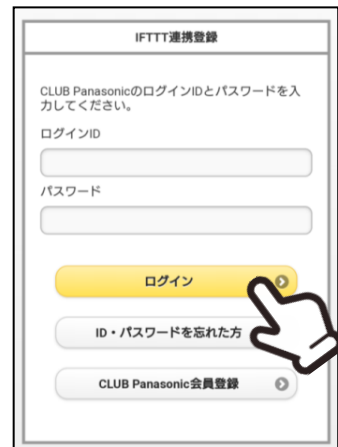 IFTTT連携登録
CLUB PanasonicのログインIDとパスワードを入
力してください。
ログインID
パスワード
ログイン
ID・パスワードを忘れた方
CLUB Panasonic会員登録